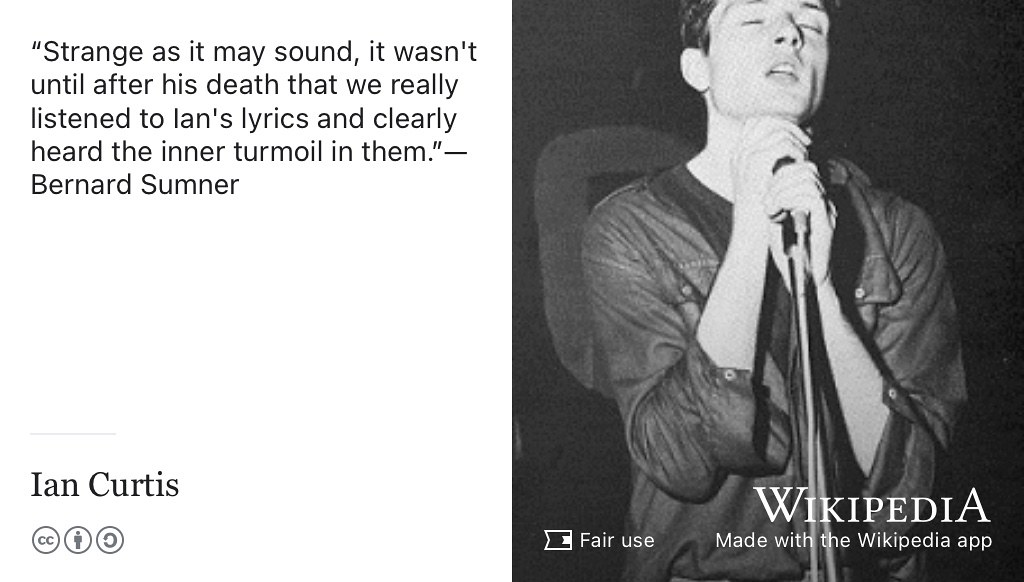 “Strange as it may sound, it wasn't
until after his death that we really
listened to Ian's lyrics and clearly
heard the inner turmoil in them.”—
Bernard Sumner
Ian Curtis
cc
WIKIPEDIA
Fair use
Made with the Wikipedia app